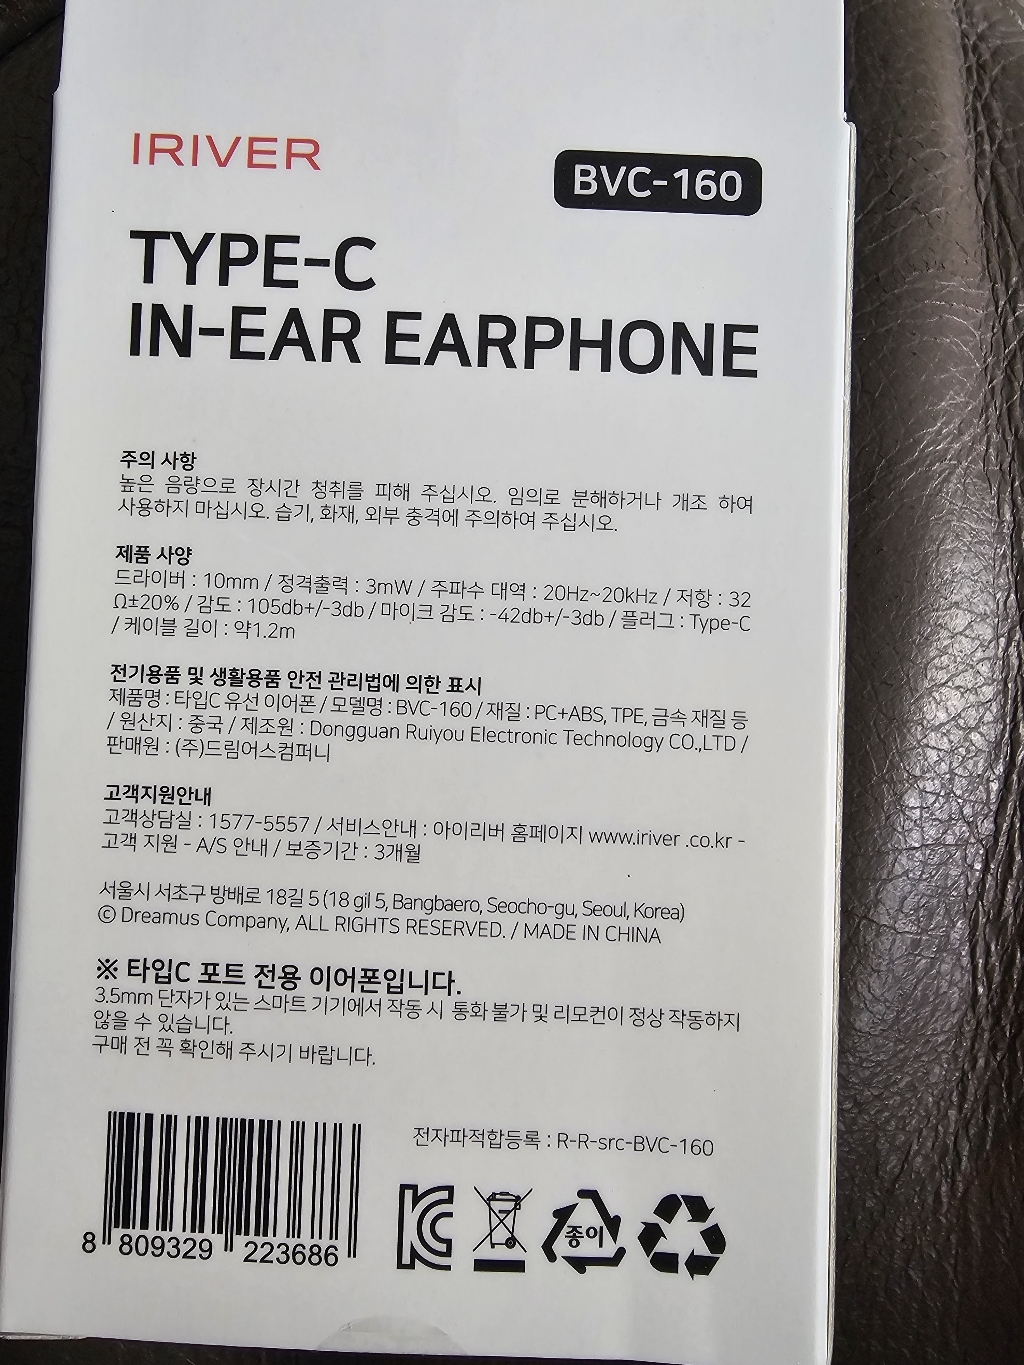 IRIVER
BVC-160
TYPE-C
IN-EAR EARPHONE
주의 사항
높은 음량으로 장시간 청취를 피해 주십시오. 임의로 분해하거나 개조 하여
사용하지 마십시오. 습기, 화재, 외부 충격에 주의하여 주십시오.
제품 사양
드라이버 : 10mm / 정격출력 : 3mW / 주파수 대역 : 20Hz~20kHz / 저항 : 32
Ω±20% / 감도 : 105db+/-3db / 마이크 감도 : -42db+/-3db / 플러그 : Type-C
/ 케이블 길이 : 약1.2m
전기용품 및 생활용품 안전 관리법에 의한 표시
제품명 : 타입C 유선 이어폰 / 모델명 : BVC-160 / 재질 : PC+ABS, TPE, 금속 재질 등
/ 원산지 : 중국 / 제조원 : Dongguan Ruiyou Electronic Technology CO.,LTD /
판매원 : (주)드림어스컴퍼니
고객지원안내
고객상담실 : 1577-5557 / 서비스안내 : 아이리버 홈페이지 www.iriver .co.kr -
고객 지원 - A/S 안내 / 보증기간 : 3개월
서울시 서초구 방배로 18길 5 (18 gil 5, Bangbaero, Seocho-gu, Seoul, Korea)
© Dreamus Company, ALL RIGHTS RESERVED. / MADE IN CHINA
※ 타입C 포트 전용 이어폰입니다.
3.5mm 단자가 있는 스마트 기기에서 작동 시 통화 불가 및 리모컨이 정상 작동하지
않을 수 있습니다.
구매 전 꼭 확인해 주시기 바랍니다.
전자파적합등록 : R-R-src-BVC-160
종이
8 809329 223686